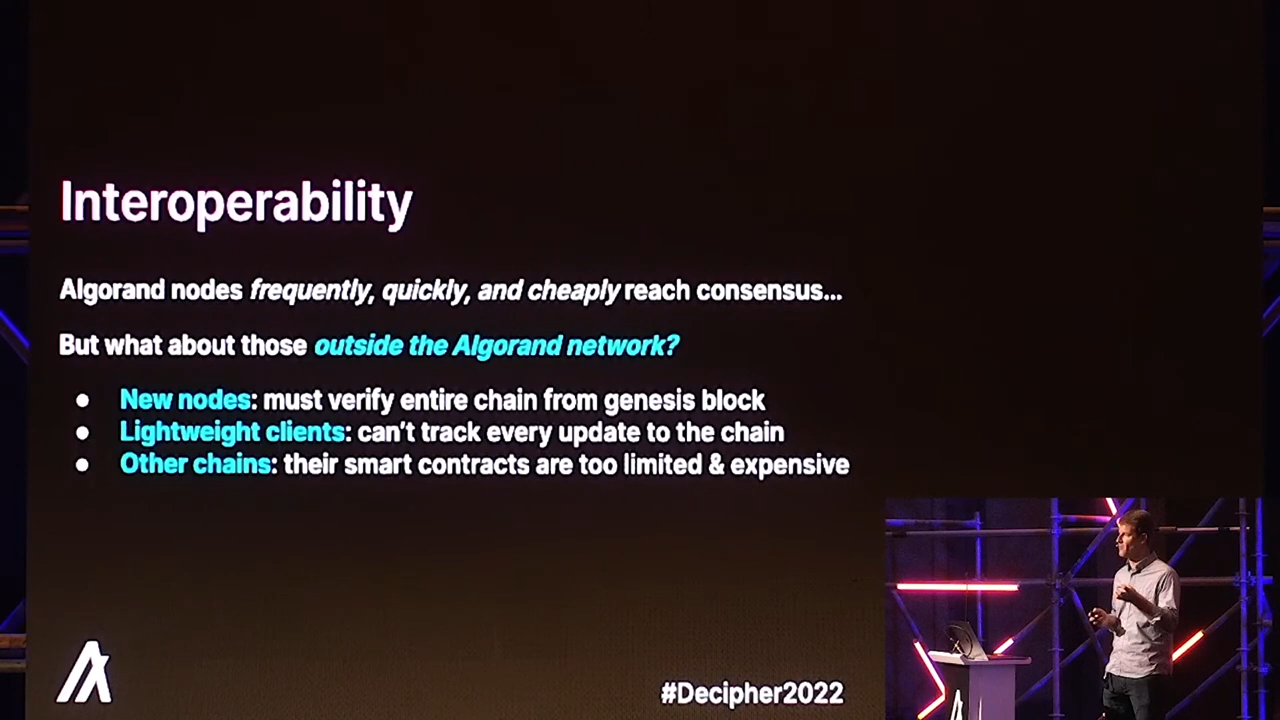 Interoperability
Algorand nodes frequently, quickly, and cheaply reach consensus...
But what about those outside the Algorand network?
● New nodes: must verify entire chain from genesis block
● Lightweight clients: can't track every update to the chain
● Other chains: their smart contracts are too limited & expensive
#Decipher2022